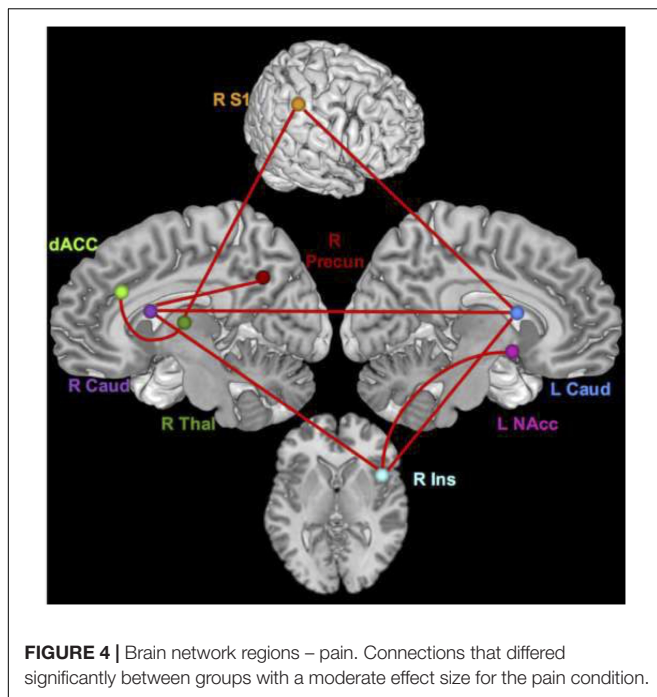 R S1
dACC
R
Precun
R Caud
L Caud
R Thal
L NAcc
R Ins
FIGURE 4 | Brain network regions – pain. Connections that differed
significantly between groups with a moderate effect size for the pain condition.